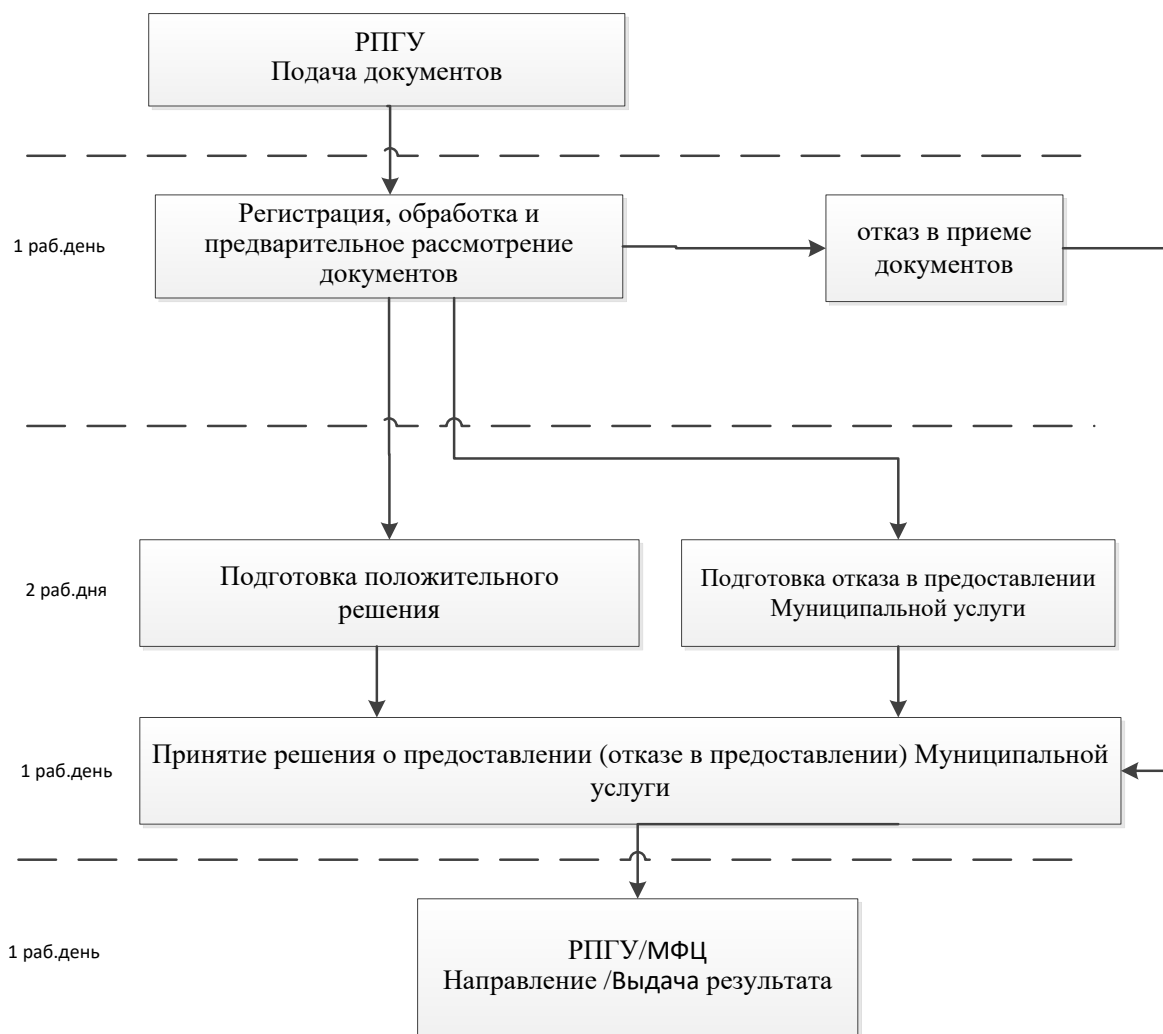 РПГУ
Подача документов
1 раб.день
Регистрация, обработка и
предварительное рассмотрение
документов
отказ в приеме
документов
2 раб.дня
Подготовка положительного
решения
Подготовка отказа в предоставлении
Муниципальной услуги
1 раб.день
Принятие решения о предоставлении (отказе в предоставлении) Муниципальной
услуги
1 раб.день
РПГУ/МФЦ
Направление /Выдача результата